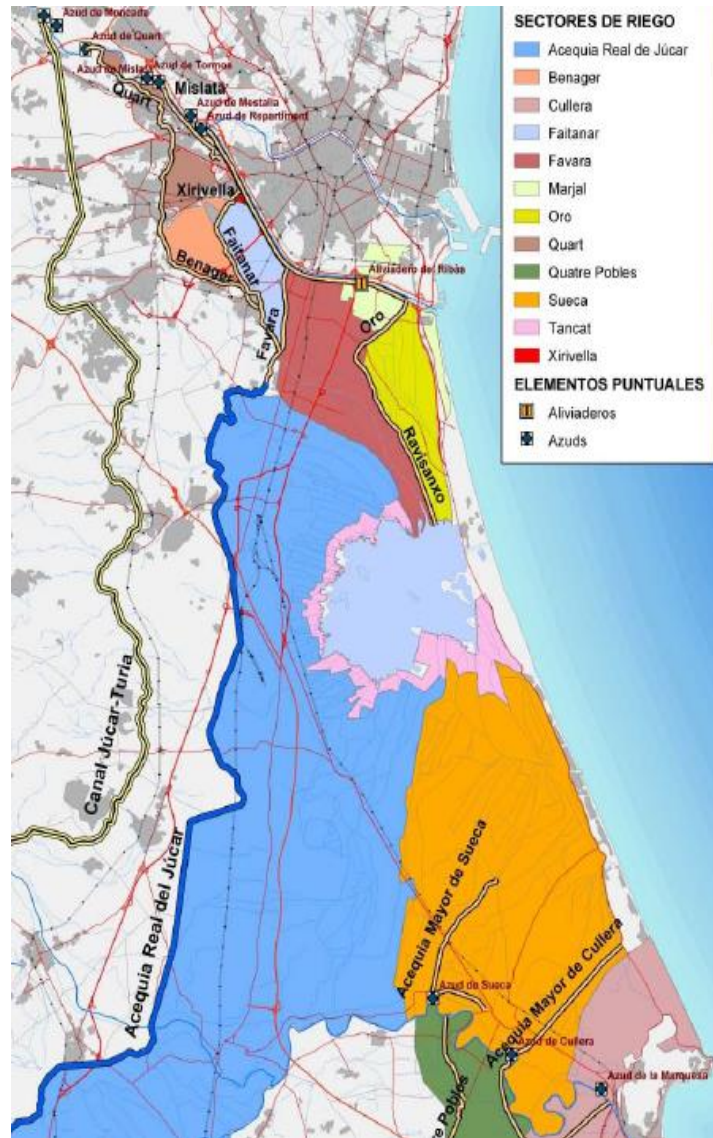 SECTORES DE RIEGO
Acequia Real de Júcar
Benager
Cullera
Faitanar
Favara
Marjal
Oro
Quart
Quatre Pobles
Sueca
Tancat
Xirivella
ELEMENTOS PUNTUALES
Aliviaderos
Azuds
Azud de Moncada
Azud de Quart
Azud de Mislata
Azud de Tormos
Mislata
Quart
Azud de Mestalla
Azud de Repartiment
Xirivella
Faitanar
Benager
Favara
Aliviadero del Ribàs
Oro
Ravisanxo
Canal Júcar-Turia
Acequia Real del Júcar
Acequia Mayor de Sueca
Acequia Mayor de Cullera
Azud de Sueca
Azud de Cullera
Azud de la Marquesa
Pobles